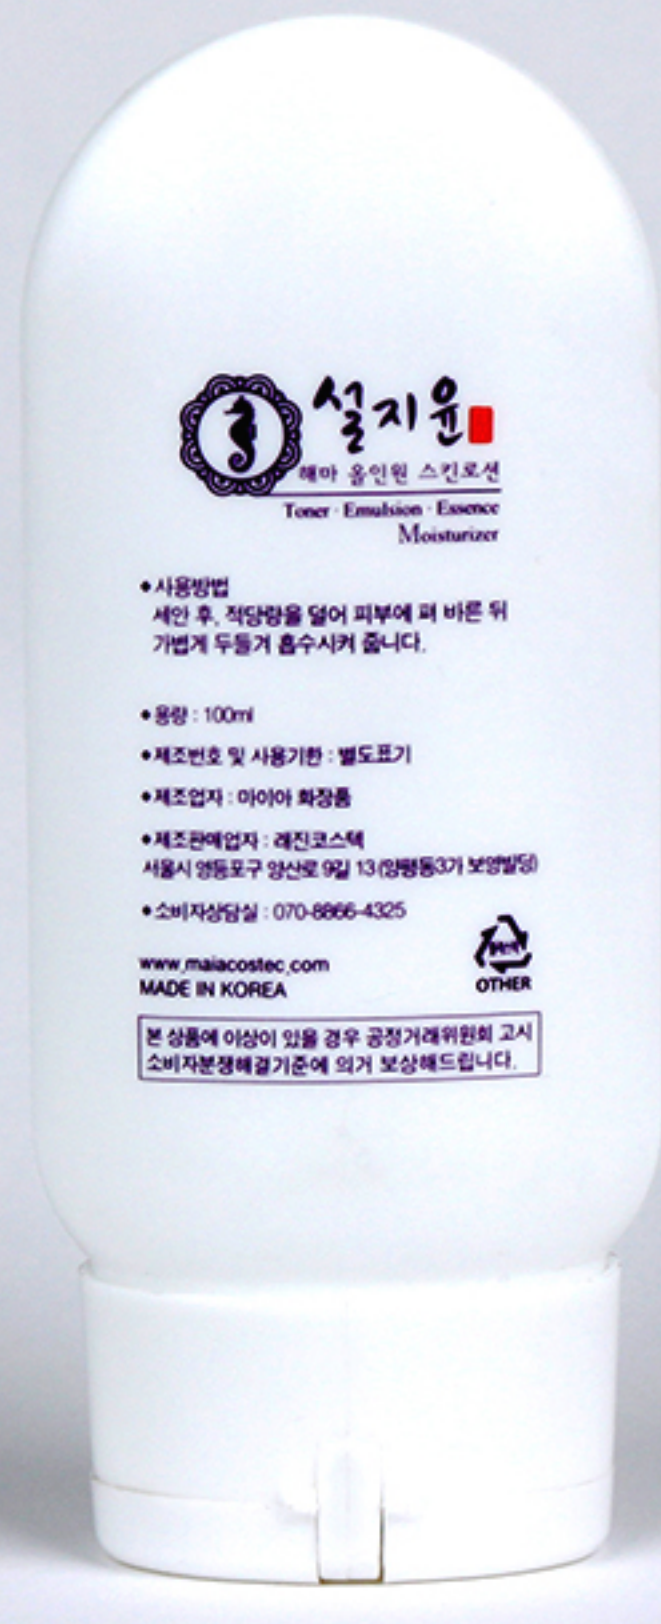 설지윤
해마 올인원 스킨로션
Toner · Emulsion · Essence
Moisturizer
◆ 사용방법
세안 후, 적당량을 덜어 피부에 펴 바른 뒤
가볍게 두들겨 흡수시켜 줍니다.
◆ 용량 : 100ml
◆ 제조번호 및 사용기한 : 별도표기
◆ 제조업자 : 마이아 화장품
◆ 제조판매업자 : 래진코스텍
서울시 영등포구 양산로 9길 13 (양평동3가 보영빌딩)
◆ 소비자상담실 : 070-8866-4325
www.maiacostec.com
MADE IN KOREA
OTHER
본 상품에 이상이 있을 경우 공정거래위원회 고시
소비자분쟁해결기준에 의거 보상해드립니다.